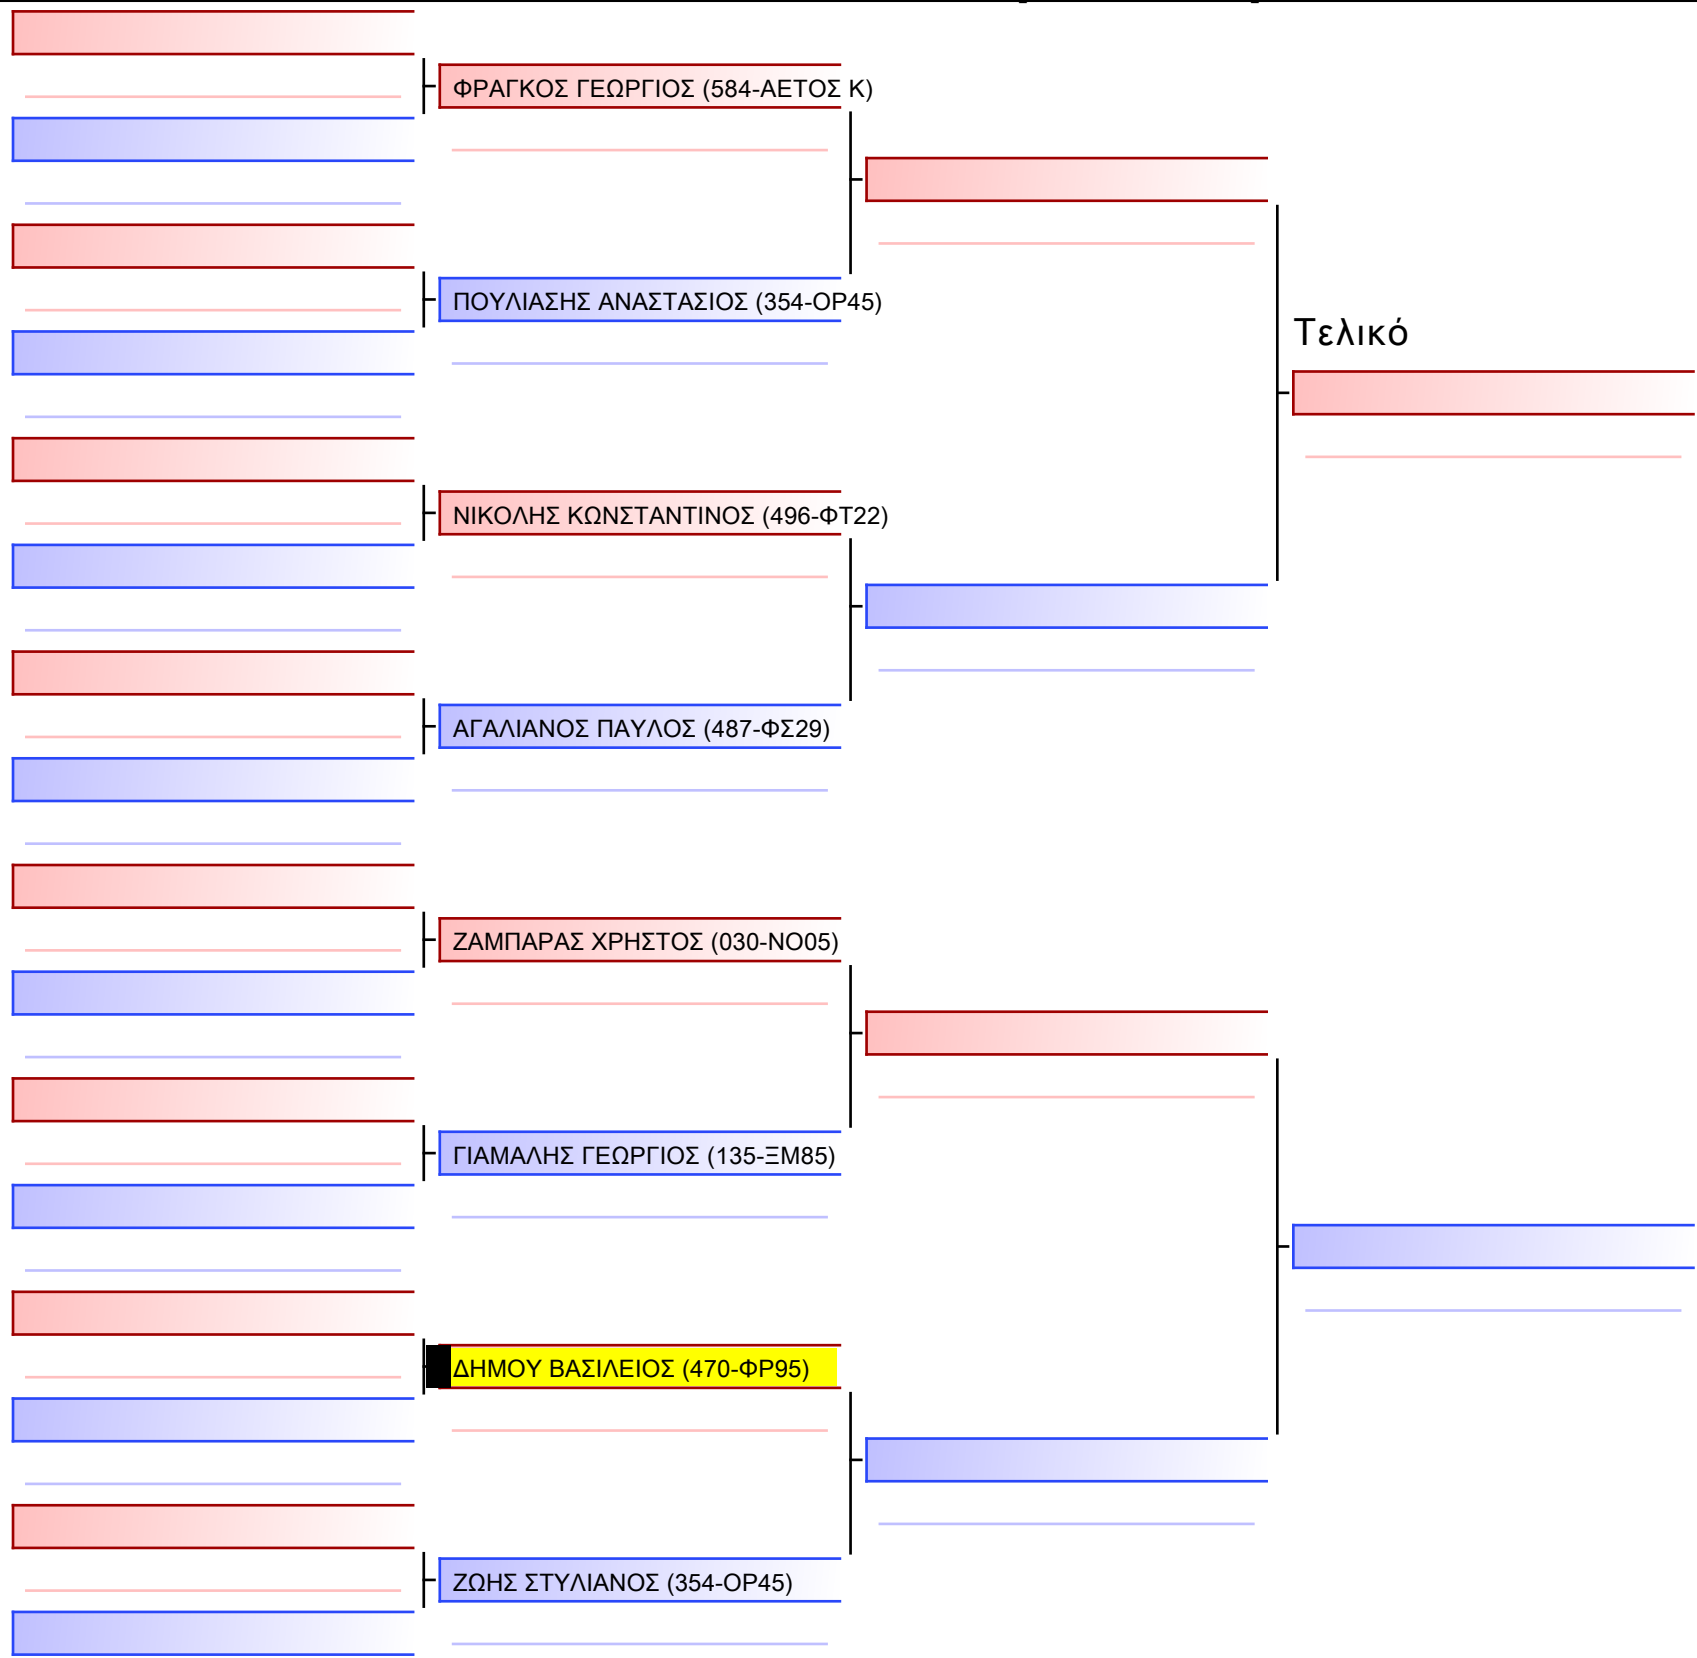 ΦΡΑΓΚΟΣ ΓΕΩΡΓΙΟΣ (584-ΑΕΤΟΣ Κ)
ΠΟΥΛΙΑΣΗΣ ΑΝΑΣΤΑΣΙΟΣ (354-ΟΡ45)
Τελικό
ΝΙΚΟΛΗΣ ΚΩΝΣΤΑΝΤΙΝΟΣ (496-ΦΤ22)
ΑΓΑΛΙΑΝΟΣ ΠΑΥΛΟΣ (487-ΦΣ29)
ΖΑΜΠΑΡΑΣ ΧΡΗΣΤΟΣ (030-ΝΟ05)
ΓΙΑΜΑΛΗΣ ΓΕΩΡΓΙΟΣ (135-ΞΜ85)
ΔΗΜΟΥ ΒΑΣΙΛΕΙΟΣ (470-ΦΡ95)
ΖΩΗΣ ΣΤΥΛΙΑΝΟΣ (354-ΟΡ45)